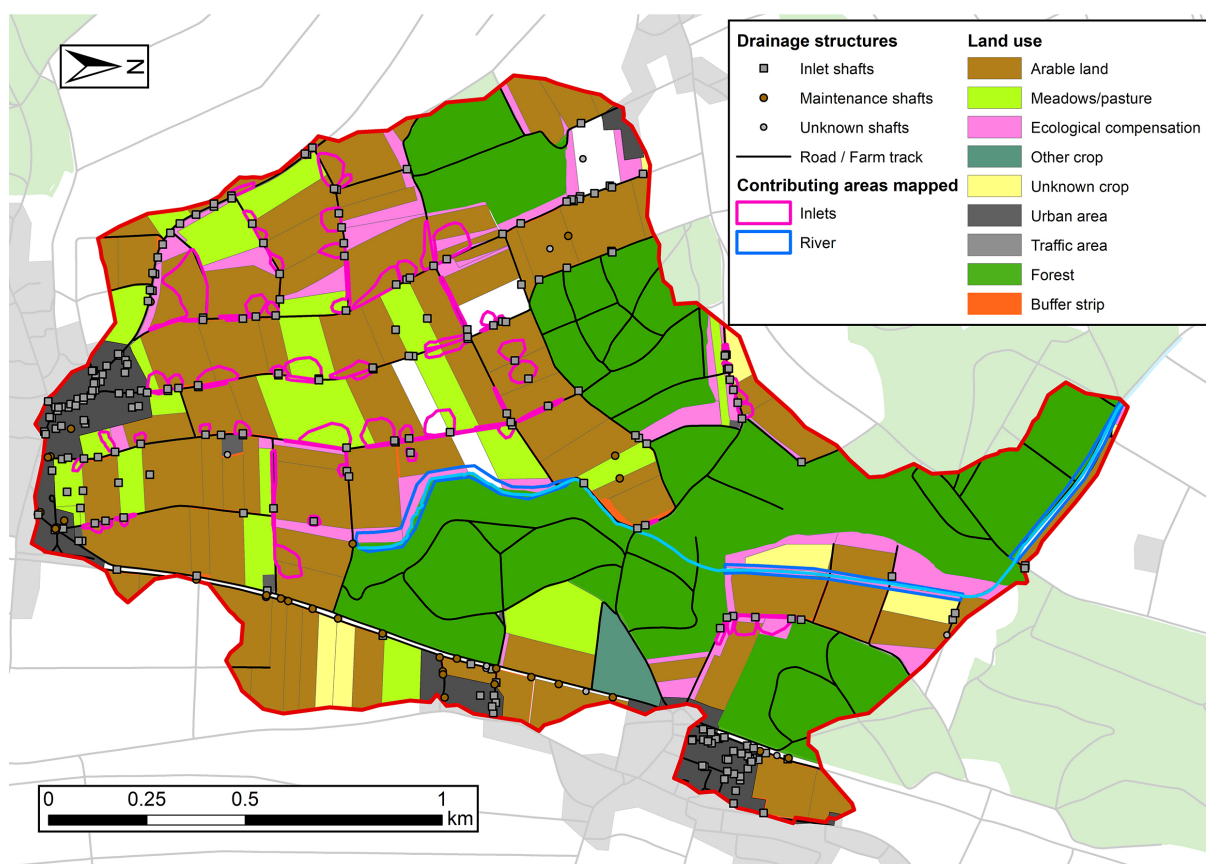 N
Drainage structures
Inlet shafts
Maintenance shafts
Unknown shafts
Road / Farm track
Contributing areas mapped
Inlets
River
Land use
Arable land
Meadows/pasture
Ecological compensation
Other crop
Unknown crop
Urban area
Traffic area
Forest
Buffer strip
0 0.25 0.5 1
km